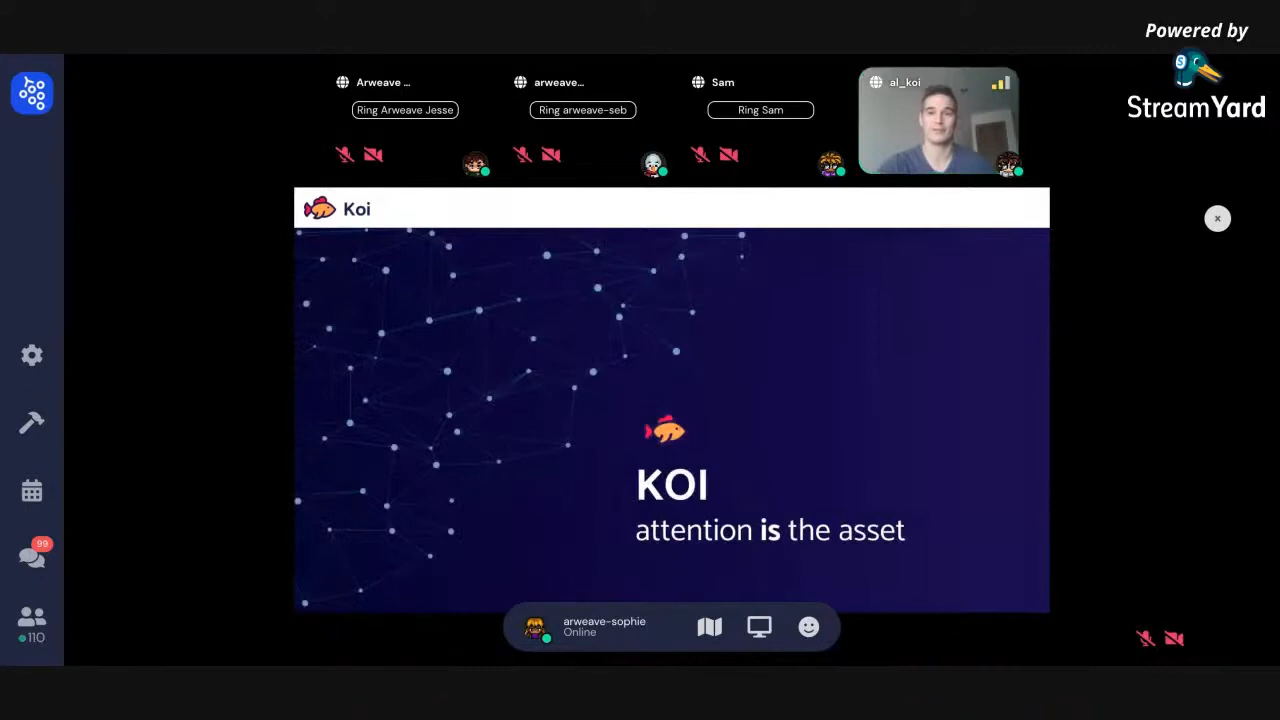 Powered by
StreamYard
Arweave ...
arweave...
Sam
al_koi
Ring Arweave Jesse
Ring arweave-seb
Ring Sam
Koi
KOI
attention is the asset
99
110
arweave-sophie
Online